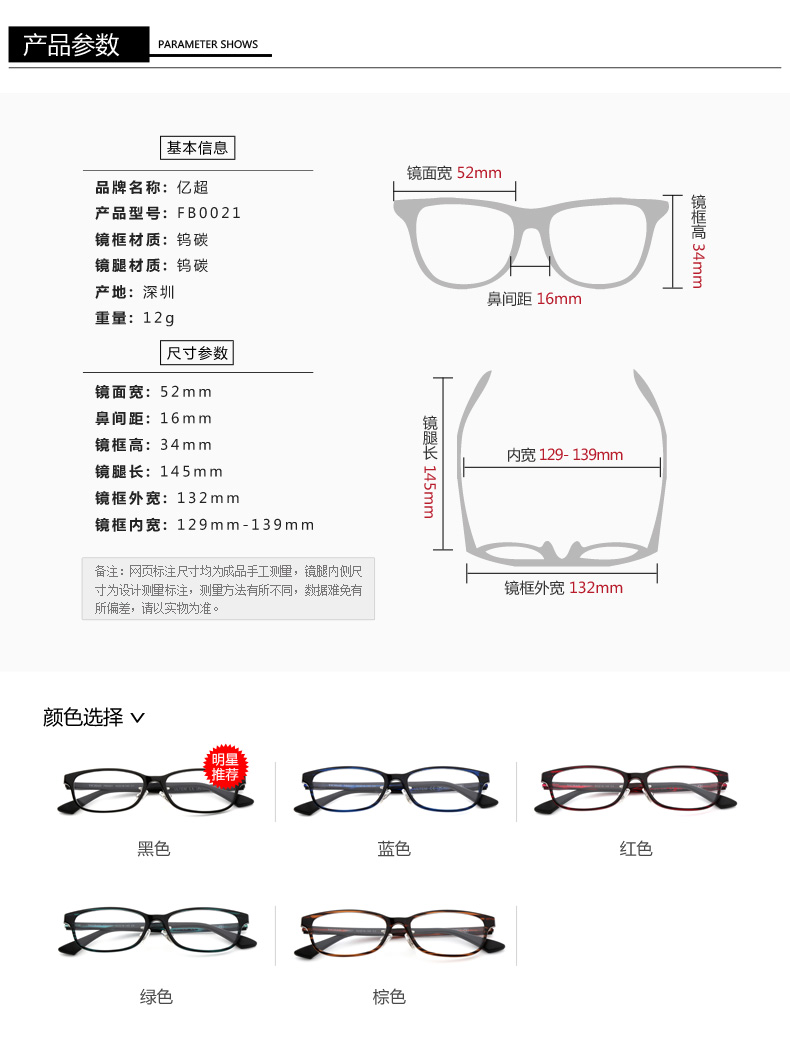 产品参数 PARAMETER SHOWS
基本信息
品牌名称: 亿超
产品型号: FB0021
镜框材质: 钨碳
镜腿材质: 钨碳
产地: 深圳
重量: 12g
尺寸参数
镜面宽: 52mm
鼻间距: 16mm
镜框高: 34mm
镜腿长: 145mm
镜框外宽: 132mm
镜框内宽: 129mm-139mm
备注：网页标注尺寸均为成品手工测量，镜腿内侧尺
寸为设计测量标注，测量方法有所不同，数据难免有
所偏差，请以实物为准。
镜面宽 52mm
镜框高 34mm
鼻间距 16mm
镜腿长 145mm
内宽 129- 139mm
镜框外宽 132mm
颜色选择
明星
推荐
黑色
蓝色
红色
绿色
棕色